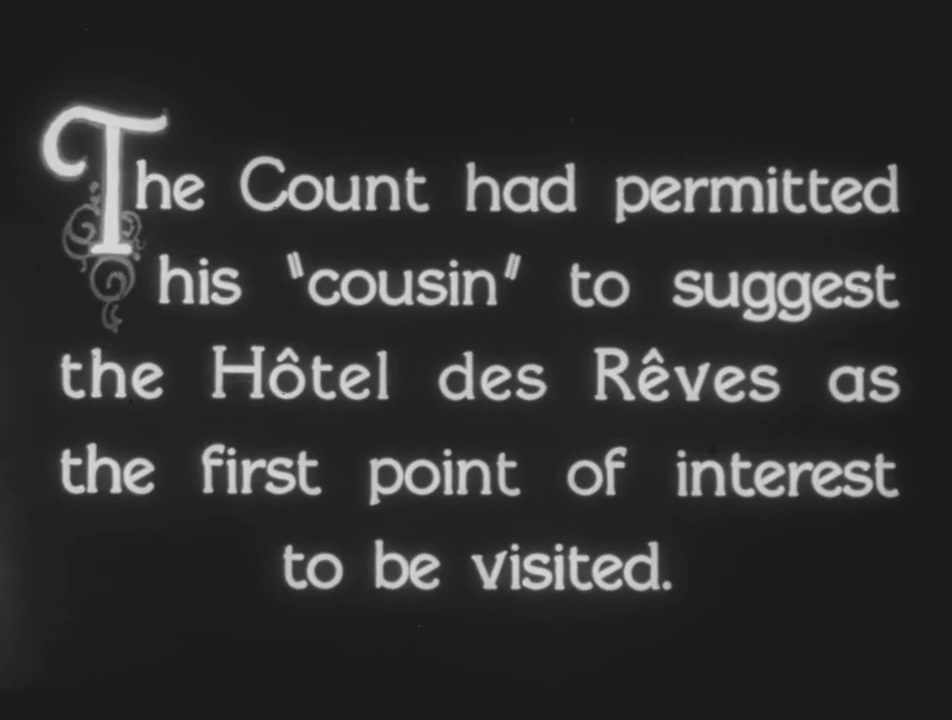 The Count had permitted
his "cousin" to suggest
the Hôtel des Rêves as
the first point of interest
to be visited.